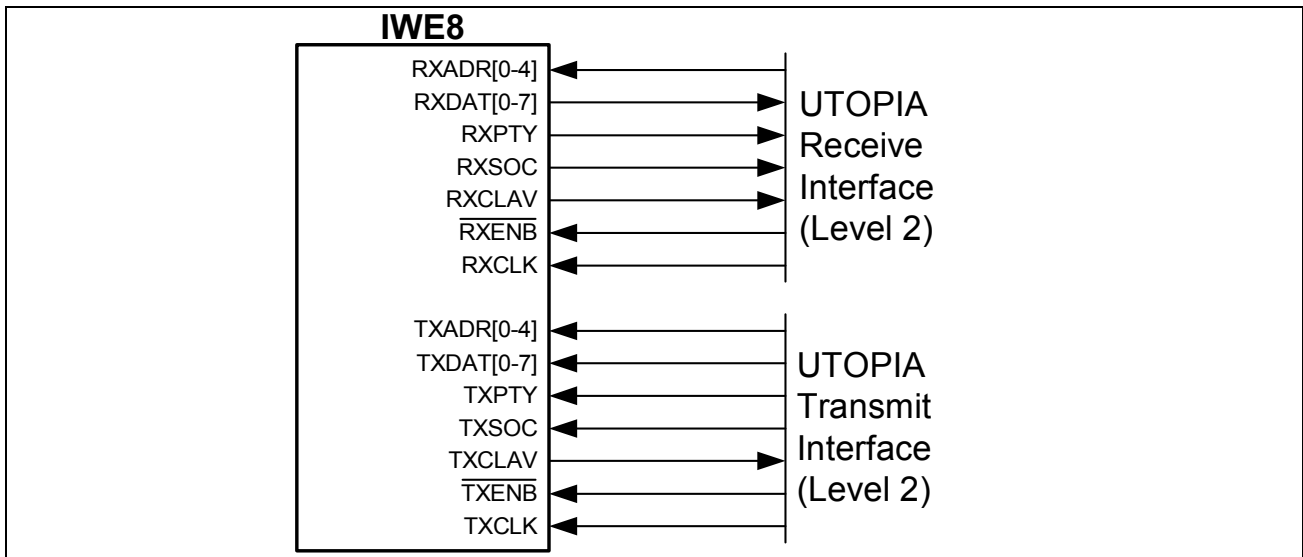 IWE8
RXADR[0-4]
RXDAT[0-7]
RXPTY
RXSOC
RXCLAV
RXENB
RXCLK
UTOPIA
Receive
Interface
(Level 2)
TXADR[0-4]
TXDAT[0-7]
TXPTY
TXSOC
TXCLAV
TXENB
TXCLK
UTOPIA
Transmit
Interface
(Level 2)